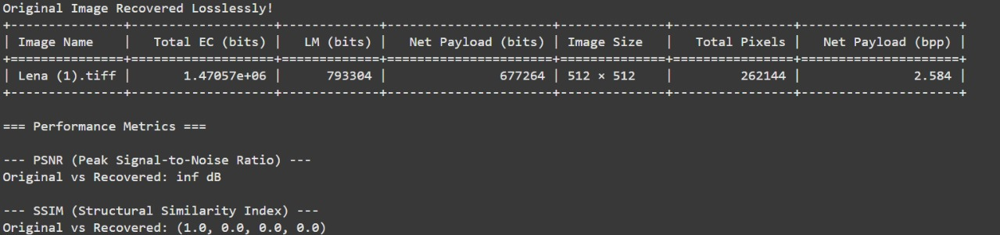 Original Image Recovered Losslessly!
+---------------+-------------------+-------------+----------------------+--------------+----------------+---------------------+
| Image Name    |   Total EC (bits) |   LM (bits) |   Net Payload (bits) | Image Size   |   Total Pixels |   Net Payload (bpp) |
+===============+===================+=============+======================+==============+================+=====================+
| Lena (1).tiff |       1.47057e+06 |      793304 |               677264 | 512 × 512    |         262144 |               2.584 |
+---------------+-------------------+-------------+----------------------+--------------+----------------+---------------------+
=== Performance Metrics ===
--- PSNR (Peak Signal-to-Noise Ratio) ---
Original vs Recovered: inf dB
--- SSIM (Structural Similarity Index) ---
Original vs Recovered: (1.0, 0.0, 0.0, 0.0)